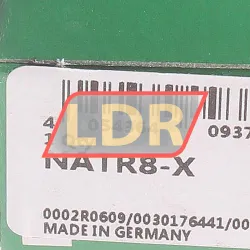 LDR
0937
NATR8-X
0002R0609/0030176441/00
MADE IN GERMANY